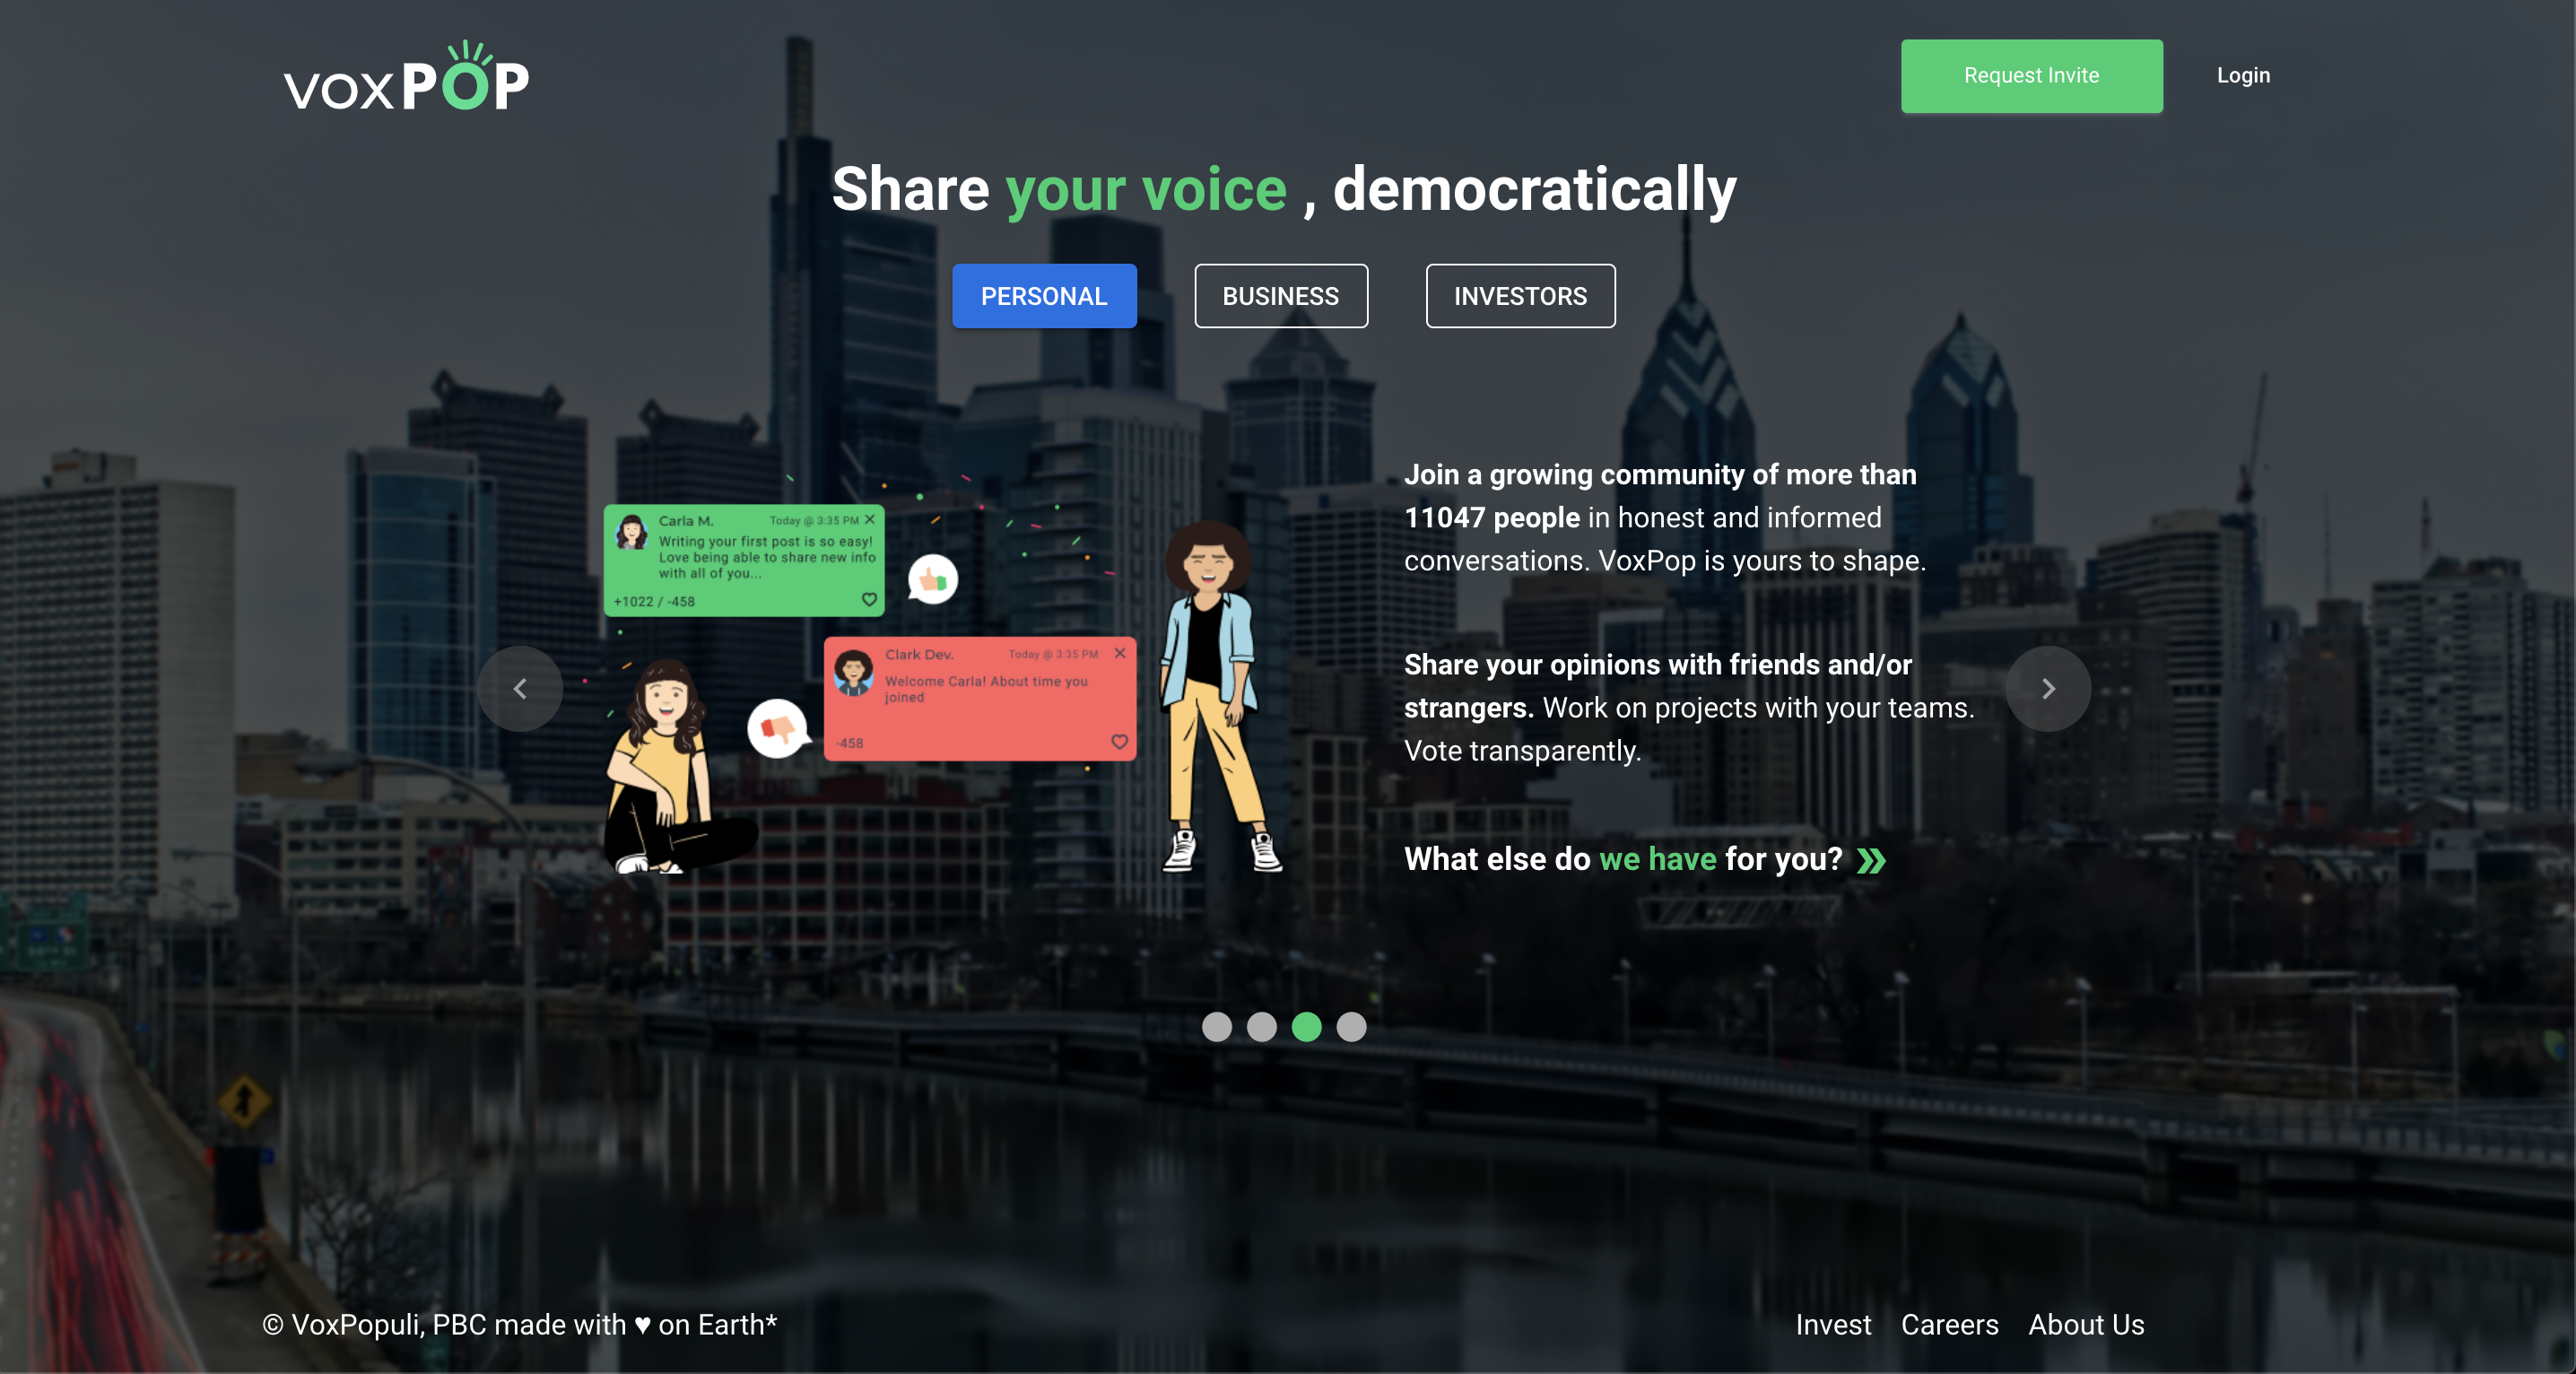 voxPOP
Request Invite
Login
Share your voice , democratically
PERSONAL
BUSINESS
INVESTORS
Carla M.
Today @ 3:35 PM
Writing your first post is so easy!
Love being able to share new info
with all of you...
+1022 / -458
Clark Dev.
Today @ 3:35 PM
Welcome Carla! About time you
joined
-458
Join a growing community of more than
11047 people in honest and informed
conversations. VoxPop is yours to shape.
Share your opinions with friends and/or
strangers. Work on projects with your teams.
Vote transparently.
What else do we have for you?
© VoxPopuli, PBC made with ♥ on Earth*
Invest
Careers
About Us